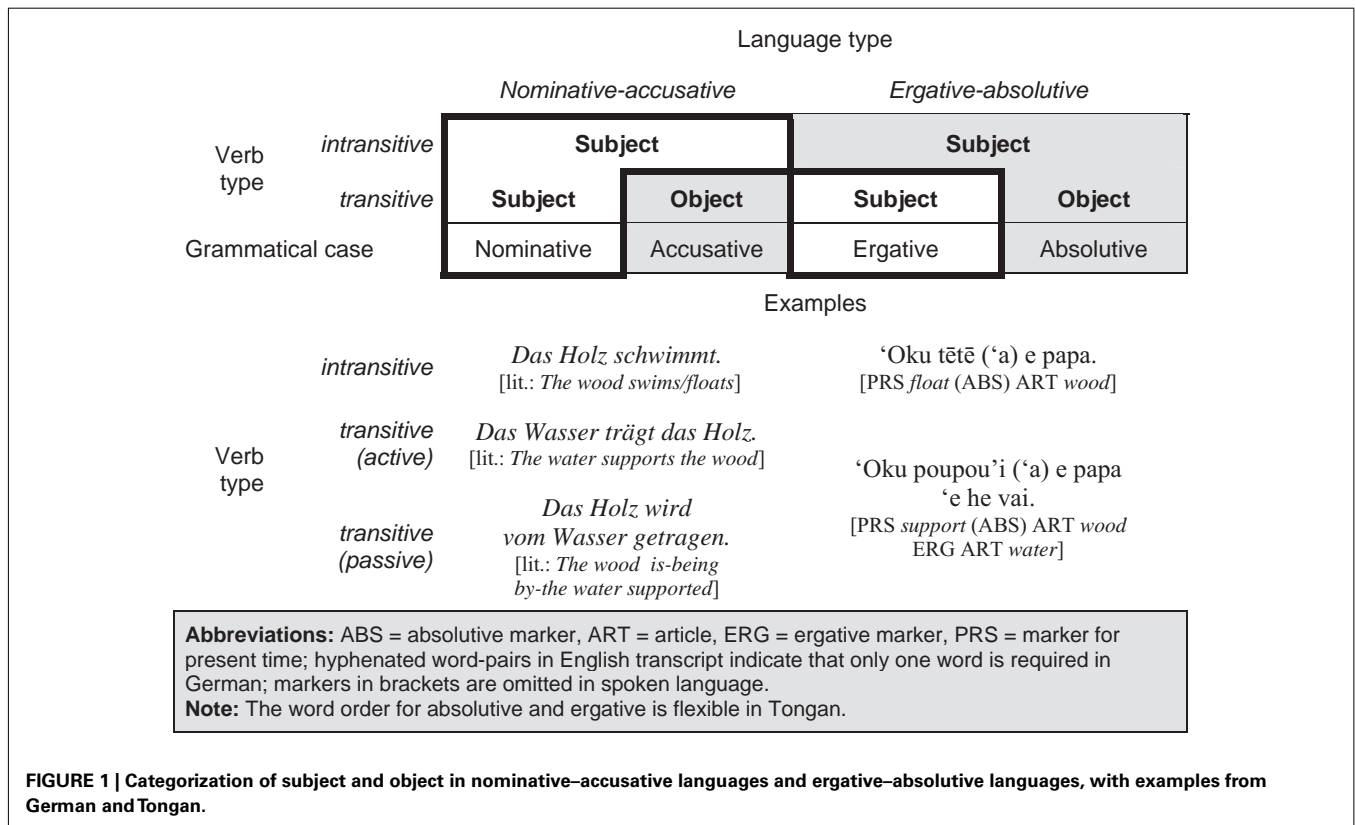 Language type
Nominative-accusative Ergative-absolutive
Verb type
intransitive Subject Subject
transitive Subject Object Subject Object
Grammatical case Nominative Accusative Ergative Absolutive
Examples
Verb type
intransitive
Das Holz schwimmt.
[lit.: The wood swims/floats]
‘Oku tētē (‘a) e papa.
[PRS float (ABS) ART wood]
transitive
(active)
Das Wasser trägt das Holz.
[lit.: The water supports the wood]
transitive
(passive)
Das Holz wird
vom Wasser getragen.
[lit.: The wood is-being
by-the water supported]
‘Oku poupou’i (‘a) e papa
‘e he vai.
[PRS support (ABS) ART wood
ERG ART water]
Abbreviations: ABS = absolutive marker, ART = article, ERG = ergative marker, PRS = marker for
present time; hyphenated word-pairs in English transcript indicate that only one word is required in
German; markers in brackets are omitted in spoken language.
Note: The word order for absolutive and ergative is flexible in Tongan.
FIGURE 1 | Categorization of subject and object in nominative–accusative languages and ergative–absolutive languages, with examples from
German and Tongan.